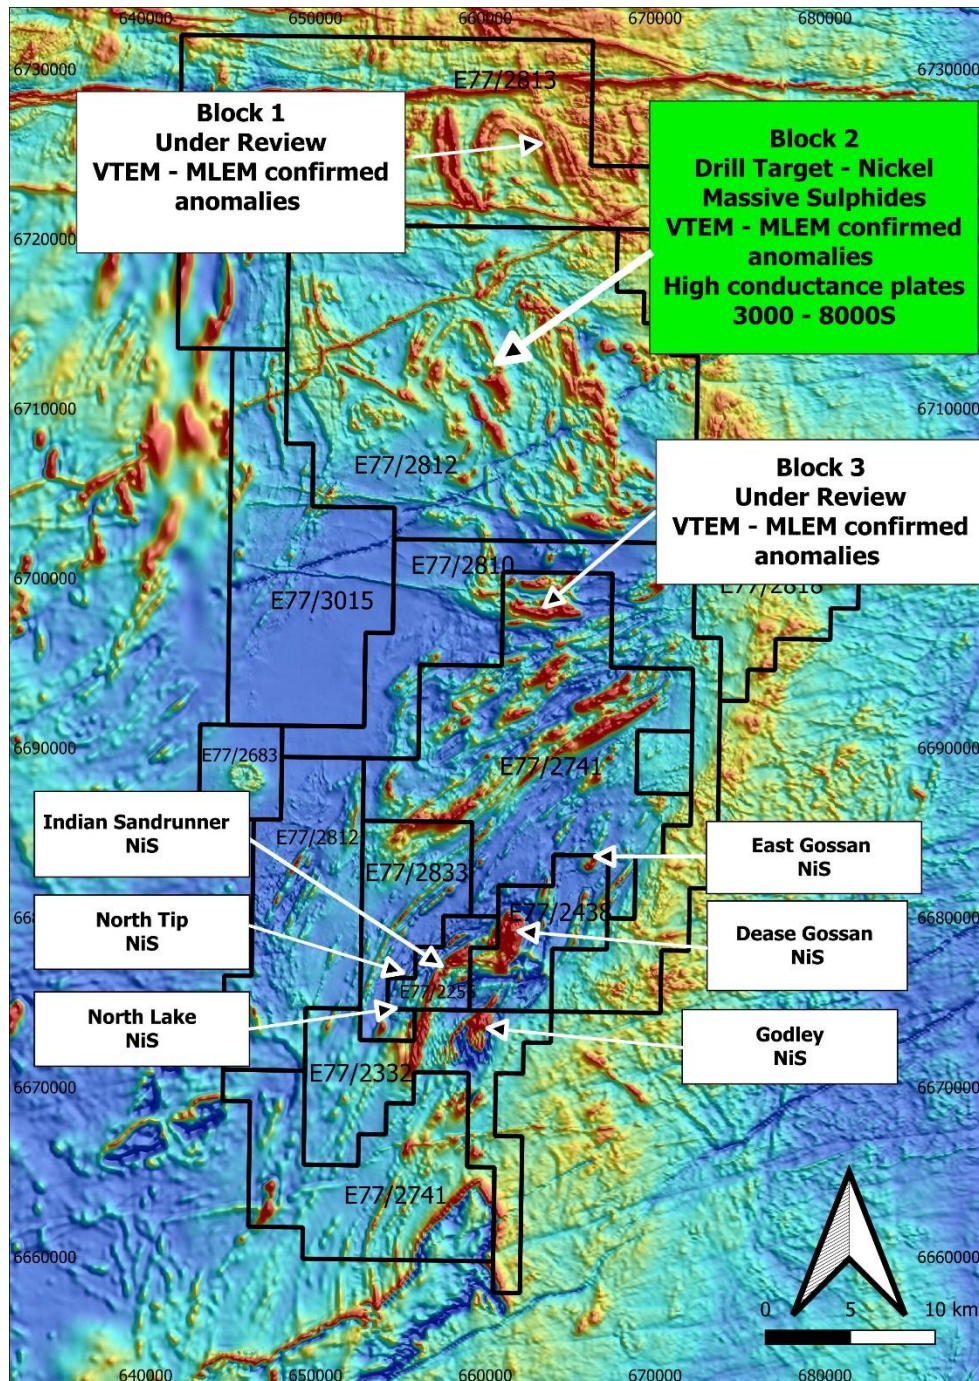 640000 650000 660000 670000 680000
6730000 6730000
E77/2813
Block 1
Under Review
VTEM - MLEM confirmed
anomalies
Block 2
Drill Target - Nickel
Massive Sulphides
VTEM - MLEM confirmed
anomalies
High conductance plates
3000 - 8000S
6720000
6710000 6710000
E77/2812
Block 3
Under Review
VTEM - MLEM confirmed
anomalies
E77/2810
6700000
E77/3015
E77/2818
6690000 6690000
E77/2683
E77/2741
Indian Sandrunner
NiS
E77/2812
E77/2833
East Gossan
NiS
E77/2438
6680000
North Tip
NiS
Dease Gossan
NiS
North Lake
NiS
Godley
NiS
E77/2332
6670000 6670000
E77/2741
6660000 6660000
0 5 10 km
640000 650000 660000 670000 680000